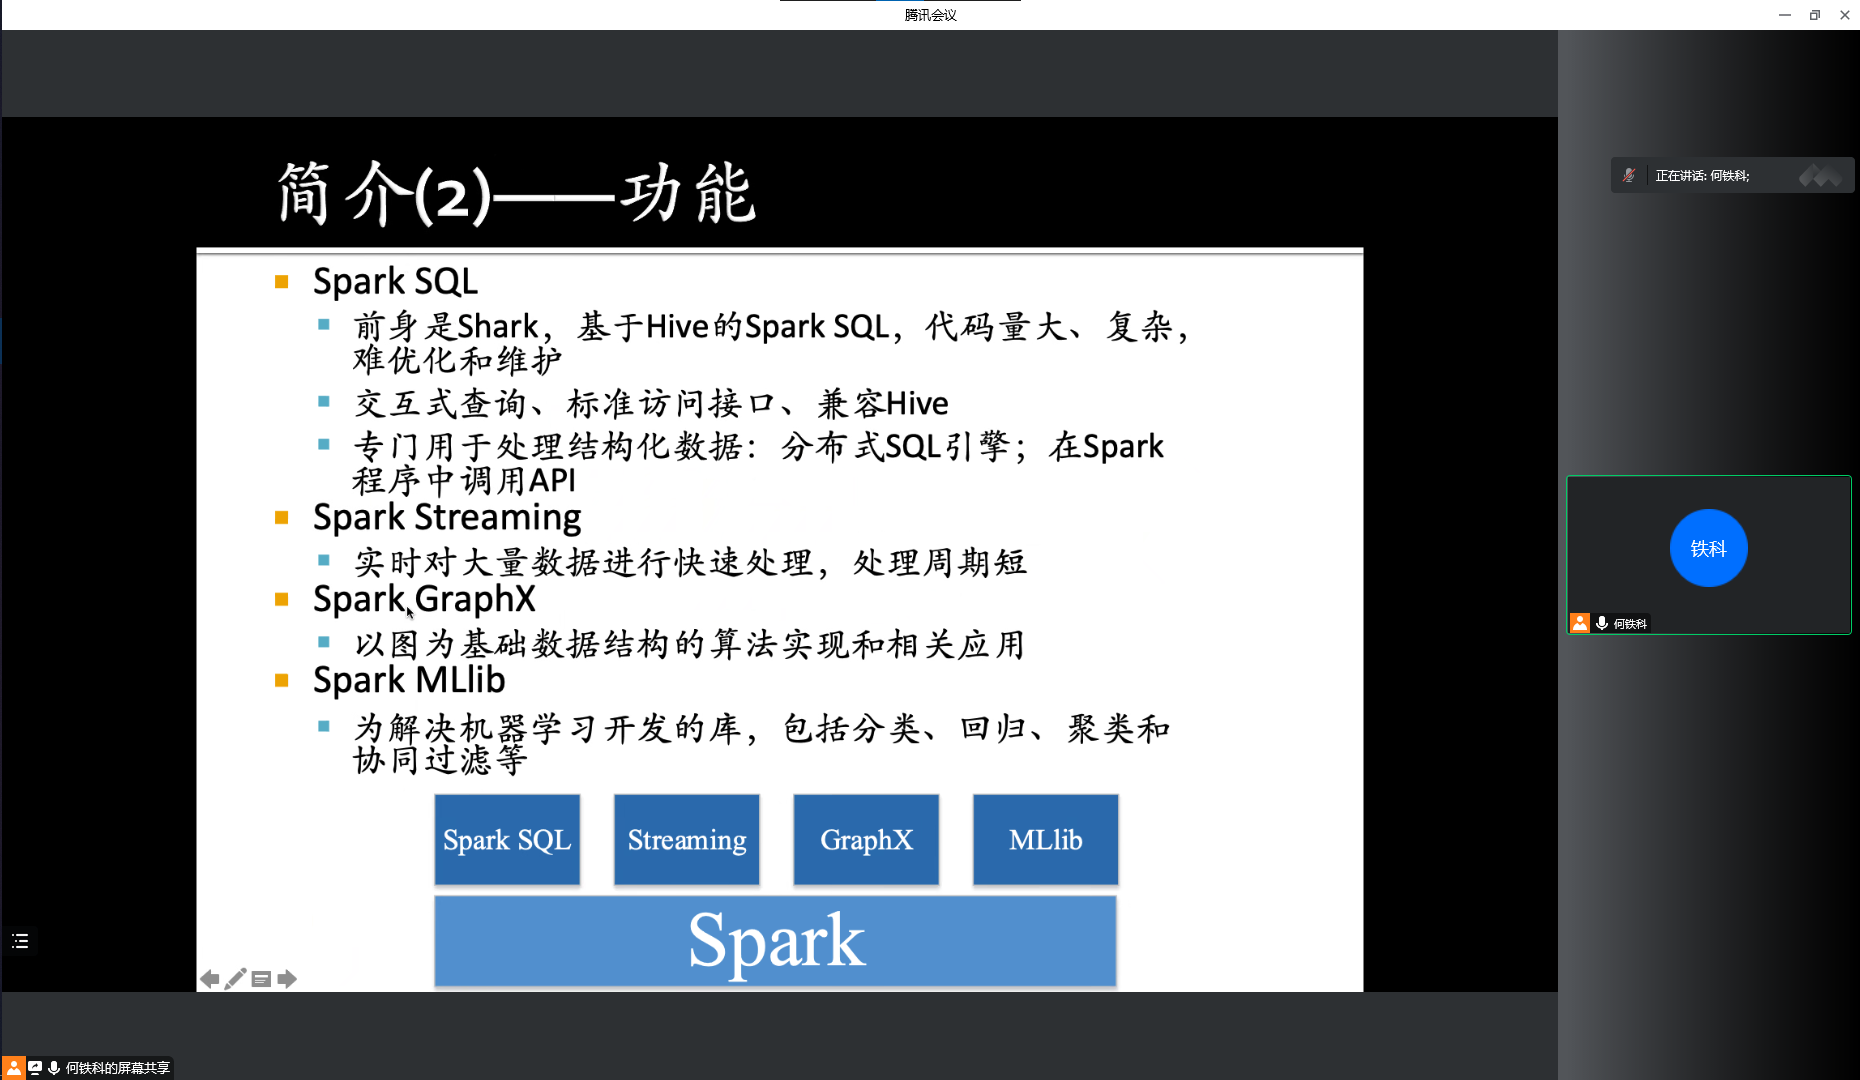 腾讯会议
正在讲话: 何铁科;
简介(2)——功能
Spark SQL
前身是Shark，基于Hive的Spark SQL，代码量大、复杂，
难优化和维护
交互式查询、标准访问接口、兼容Hive
专门用于处理结构化数据：分布式SQL引擎；在Spark
程序中调用API
Spark Streaming
实时对大量数据进行快速处理，处理周期短
Spark GraphX
以图为基础数据结构的算法实现和相关应用
Spark MLlib
为解决机器学习开发的库，包括分类、回归、聚类和
协同过滤等
Spark SQL
Streaming
GraphX
MLlib
Spark
铁科
何铁科
何铁科的屏幕共享